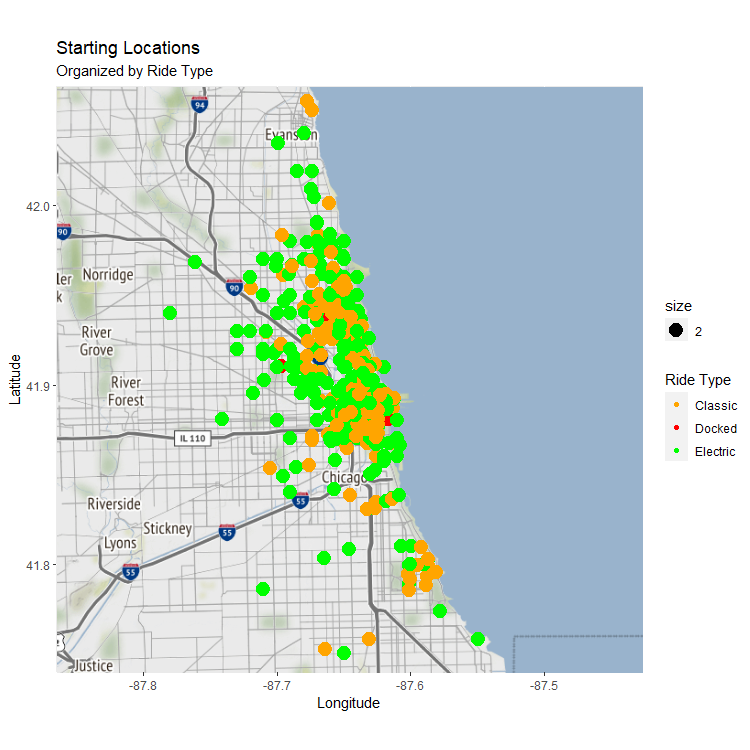 Starting Locations
Organized by Ride Type
94
Evanston
42.0
90
Norridge
ler
k
90
River
Grove
River
Forest
41.9
IL 110
Chicago
55
Riverside
Stickney
55
Lyons
41.8
55
Justice
-87.8
-87.7
-87.6
-87.5
Longitude
Latitude
size
2
Ride Type
Classic
Docked
Electric